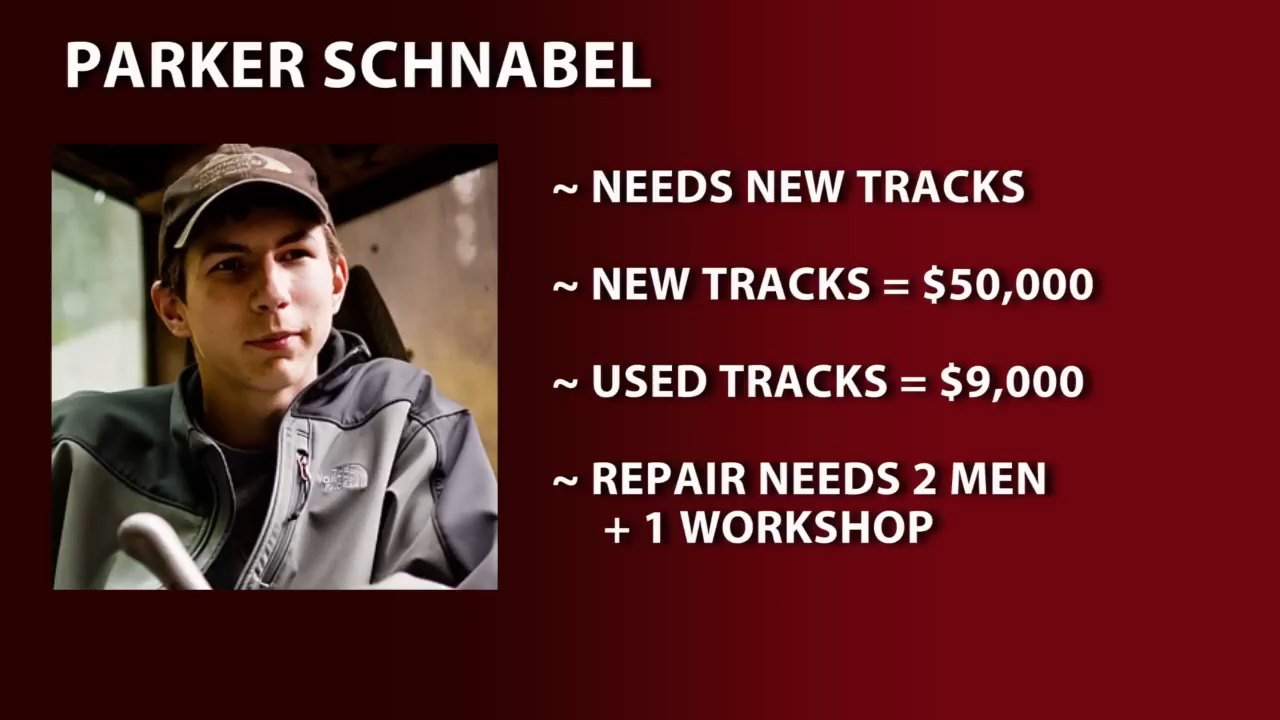 PARKER SCHNABEL
~ NEEDS NEW TRACKS
~ NEW TRACKS = $50,000
~ USED TRACKS = $9,000
~ REPAIR NEEDS 2 MEN
+ 1 WORKSHOP